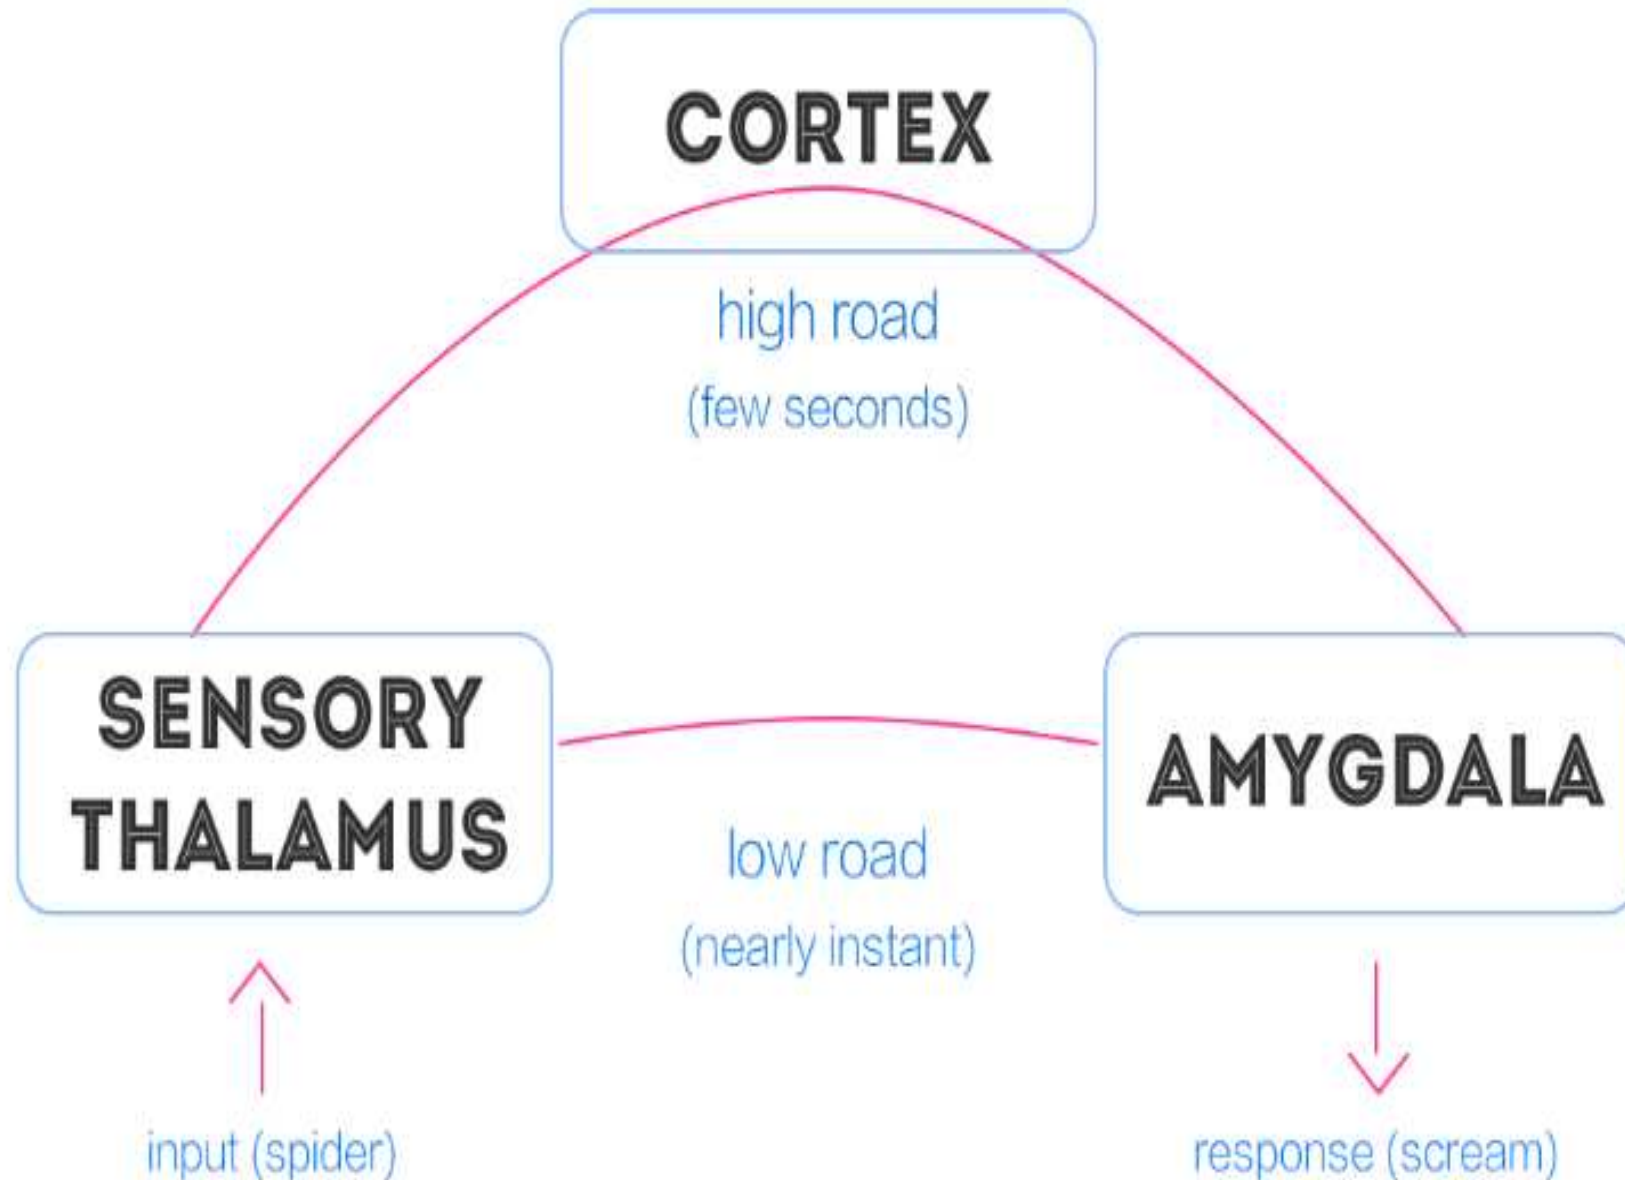 CORTEX
high road
(few seconds)
SENSORY
THALAMUS
AMYGDALA
low road
(nearly instant)
input (spider)
response (scream)